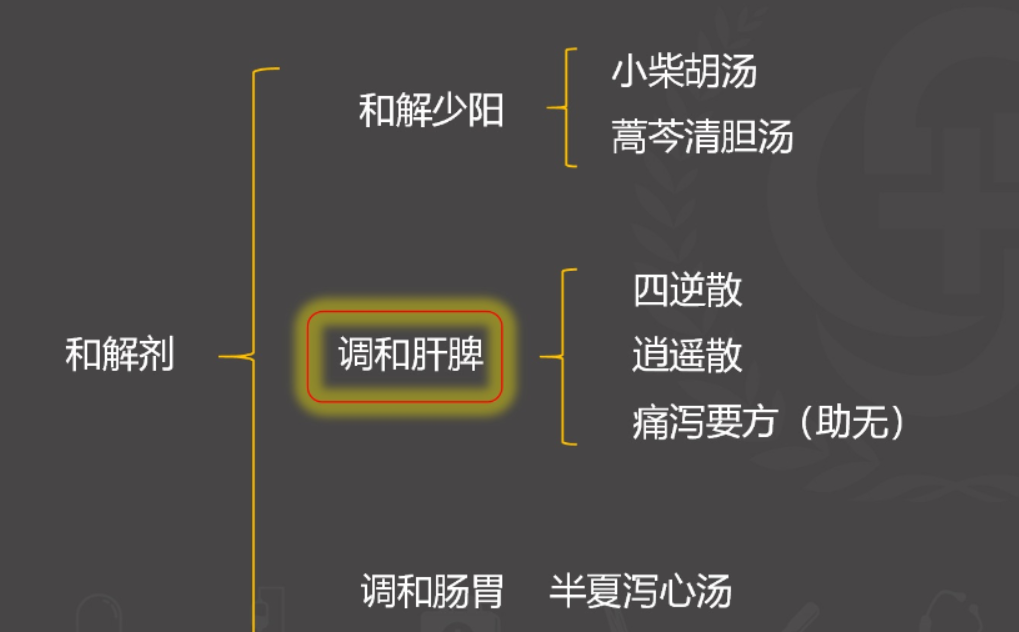 和解少阳
小柴胡汤
蒿芩清胆汤
和解剂
调和肝脾
四逆散
逍遥散
痛泻要方（助无）
调和肠胃
半夏泻心汤